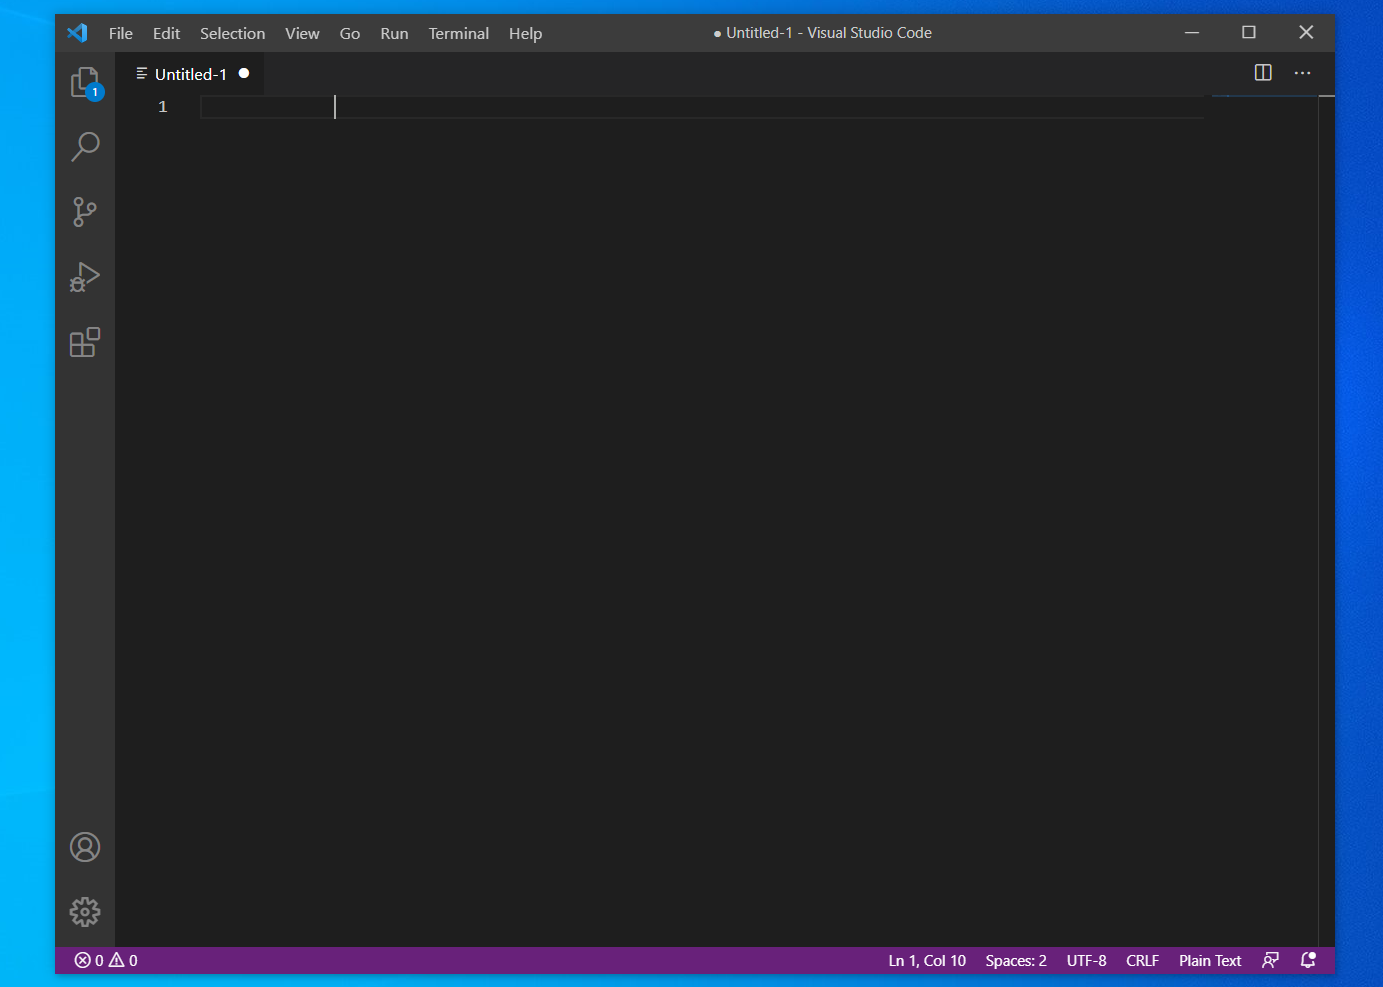 File Edit Selection View Go Run Terminal Help ● Untitled-1 - Visual Studio Code
Untitled-1 ●
1
1
0 0 Ln 1, Col 10 Spaces: 2 UTF-8 CRLF Plain Text